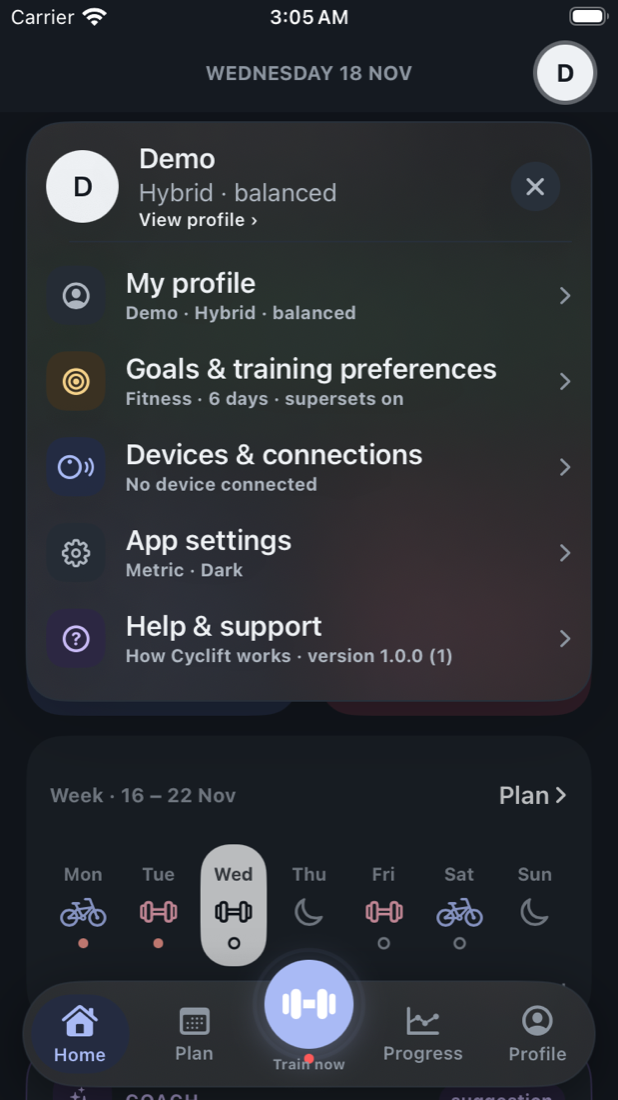 Carrier 3:05 AM
WEDNESDAY 18 NOV
D
D
Demo
Hybrid · balanced
View profile ›
My profile
Demo · Hybrid · balanced
Goals & training preferences
Fitness · 6 days · supersets on
Devices & connections
No device connected
App settings
Metric · Dark
Help & support
How Cyclift works · version 1.0.0 (1)
Week · 16 – 22 Nov
Plan
Mon Tue Wed Thu Fri Sat Sun
Home
Plan
Train now
Progress
Profile
COACH
suggestion